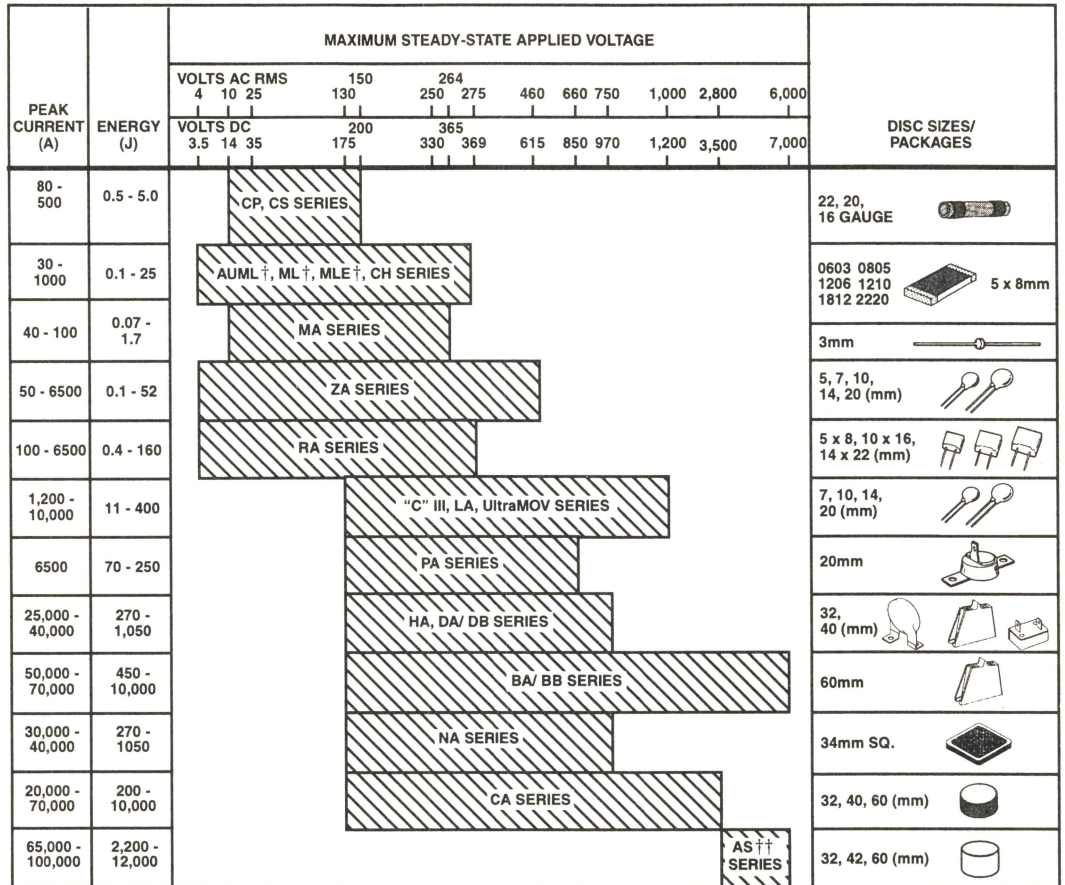 MAXIMUM STEADY-STATE APPLIED VOLTAGE
PEAK
CURRENT
(A)
ENERGY
(J)
VOLTS AC RMS 150 264
4 10 25 130 250 275 460 660 750 1,000 2,800 6,000
VOLTS DC 200 365
3.5 14 35 175 330 369 615 850 970 1,200 3,500 7,000
DISC SIZES/
PACKAGES
80 -
500
0.5 - 5.0
CP, CS SERIES
22, 20,
16 GAUGE
30 -
1000
0.1 - 25
AUML†, ML†, MLE†, CH SERIES
0603 0805
1206 1210
1812 2220
5 x 8mm
40 - 100
0.07 -
1.7
MA SERIES
3mm
50 - 6500
0.1 - 52
ZA SERIES
5, 7, 10,
14, 20 (mm)
100 - 6500
0.4 - 160
RA SERIES
5 x 8, 10 x 16,
14 x 22 (mm)
1,200 -
10,000
11 - 400
“C” III, LA, UltraMOV SERIES
7, 10, 14,
20 (mm)
6500
70 - 250
PA SERIES
20mm
25,000 -
40,000
270 -
1,050
HA, DA/ DB SERIES
32,
40 (mm)
50,000 -
70,000
450 -
10,000
BA/ BB SERIES
60mm
30,000 -
40,000
270 -
1050
NA SERIES
34mm SQ.
20,000 -
70,000
200 -
10,000
CA SERIES
32, 40, 60 (mm)
65,000 -
100,000
2,200 -
12,000
AS††
SERIES
32, 42, 60 (mm)